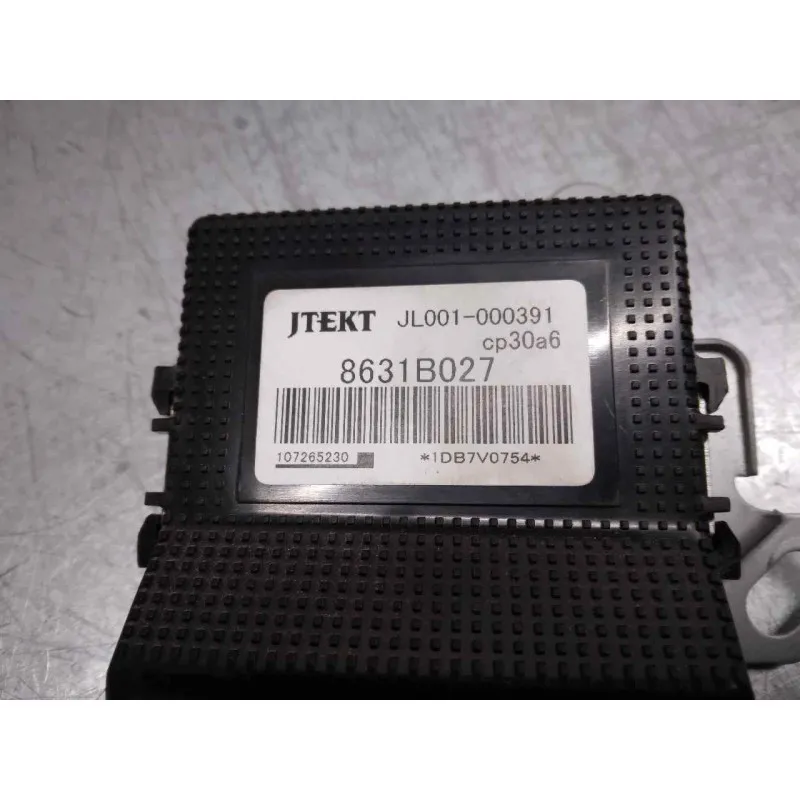 JTEKT JL001-000391
cp30a6
8631B027
107265230 *1DB7V0754*